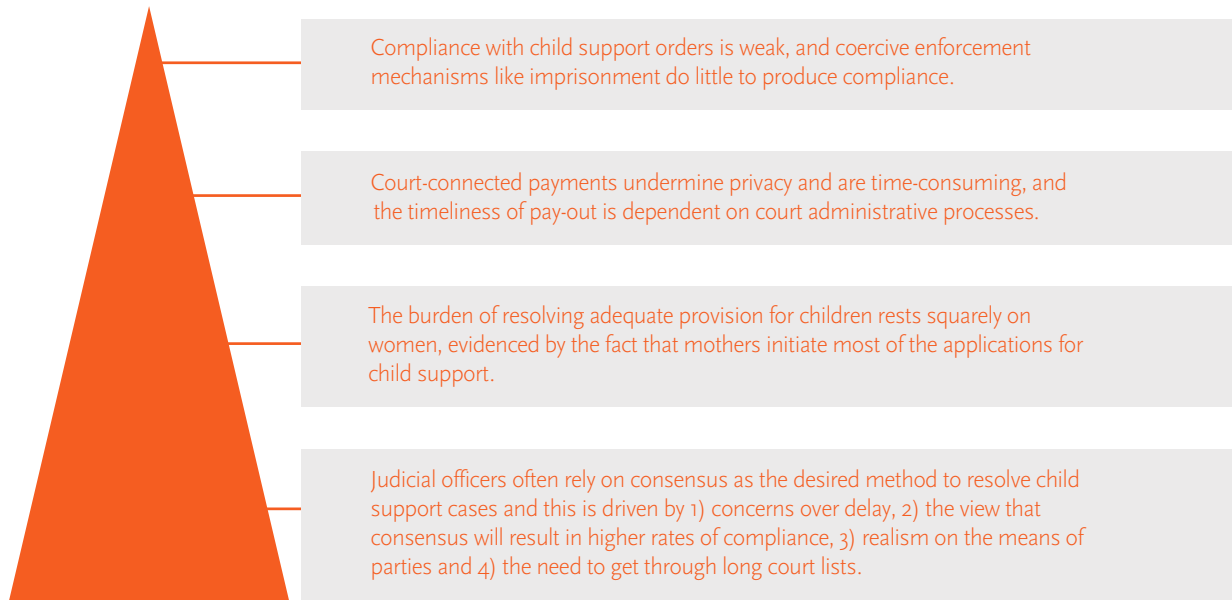 Compliance with child support orders is weak, and coercive enforcement
mechanisms like imprisonment do little to produce compliance.
Court-connected payments undermine privacy and are time-consuming, and
the timeliness of pay-out is dependent on court administrative processes.
The burden of resolving adequate provision for children rests squarely on
women, evidenced by the fact that mothers initiate most of the applications for
child support.
Judicial officers often rely on consensus as the desired method to resolve child
support cases and this is driven by 1) concerns over delay, 2) the view that
consensus will result in higher rates of compliance, 3) realism on the means of
parties and 4) the need to get through long court lists.